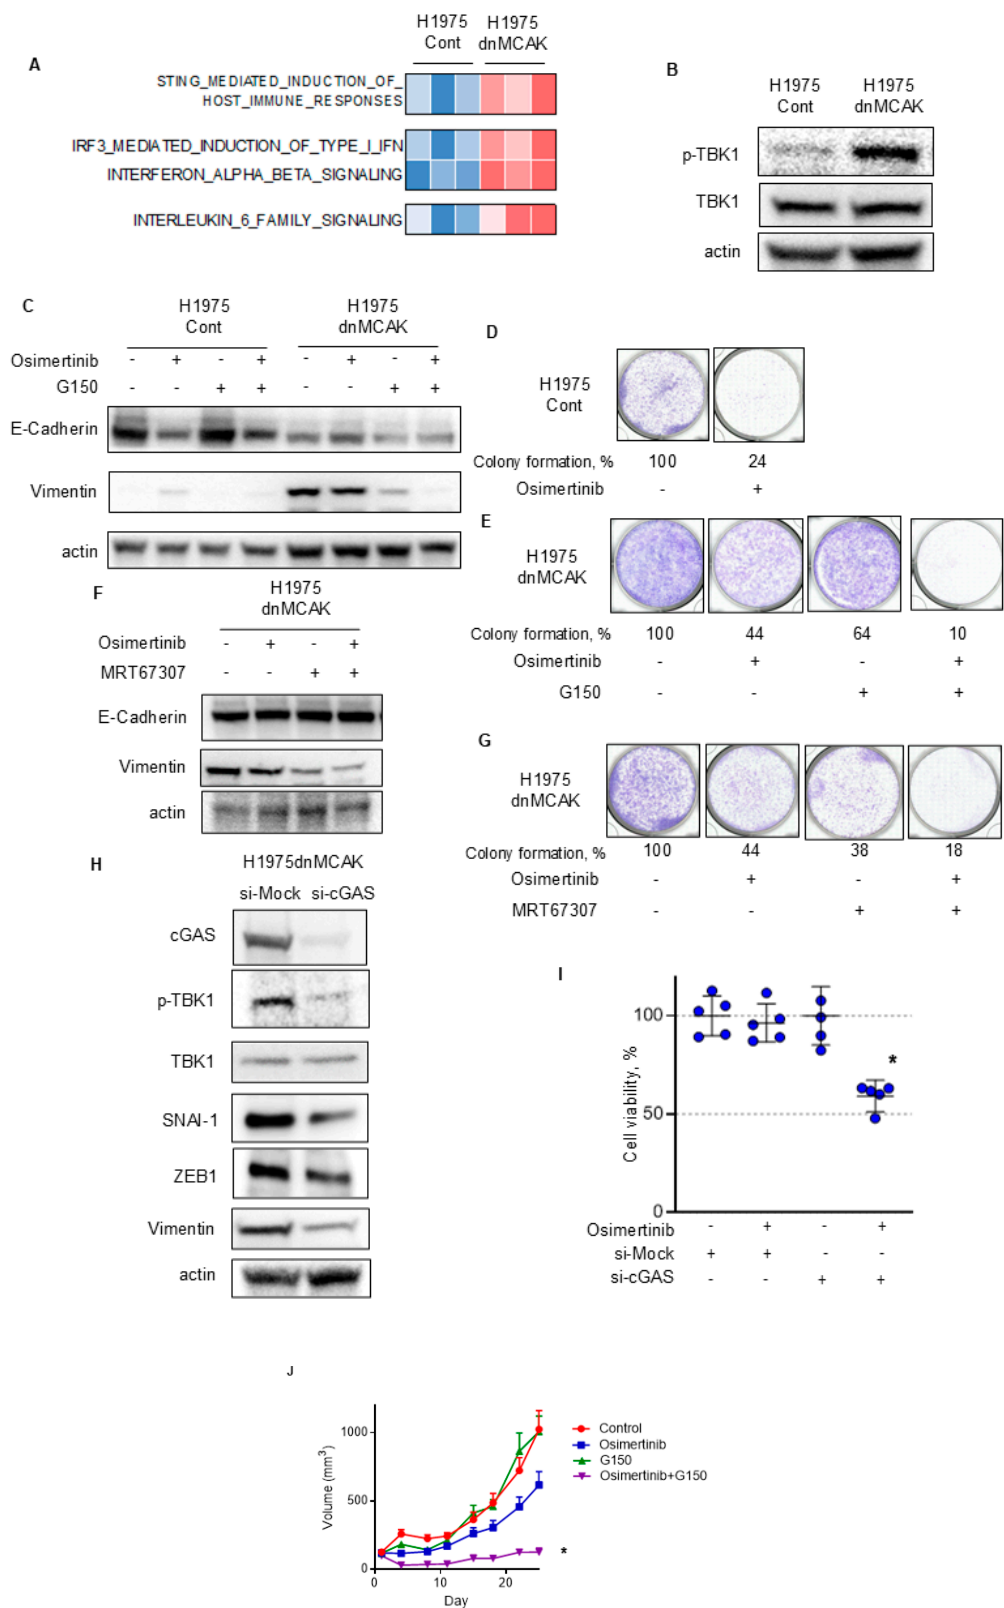 A
H1975
Cont
H1975
dnMCAK
STING_MEDIATED_INDUCTION_OF_
HOST_IMMUNE_RESPONSES
IRF3_MEDIATED_INDUCTION_OF_TYPE_I_IFN
INTERFERON_ALPHA_BETA_SIGNALING
INTERLEUKIN_6_FAMILY_SIGNALING
B
H1975
Cont
H1975
dnMCAK
p-TBK1
TBK1
actin
C
H1975
Cont
H1975
dnMCAK
Osimertinib - + - + - + - +
G150 - - + + - - + +
E-Cadherin
Vimentin
actin
D
H1975
Cont
Colony formation, % 100 24
Osimertinib - +
E
H1975
dnMCAK
Colony formation, % 100 44 64 10
Osimertinib - + - +
G150 - - + +
F
H1975
dnMCAK
Osimertinib - + - +
MRT67307 - - + +
E-Cadherin
Vimentin
actin
G
H1975
dnMCAK
Colony formation, % 100 44 38 18
Osimertinib - + - +
MRT67307 - - + +
H
H1975dnMCAK
si-Mock si-cGAS
cGAS
p-TBK1
TBK1
SNAI-1
ZEB1
Vimentin
actin
I
Cell viability, %
100
50
0
*
Osimertinib - + - +
si-Mock + + - -
si-cGAS - - + +
J
Volume (mm³)
1000
500
0
0 10 20
Day
Control
Osimertinib
G150
Osimertinib+G150
*